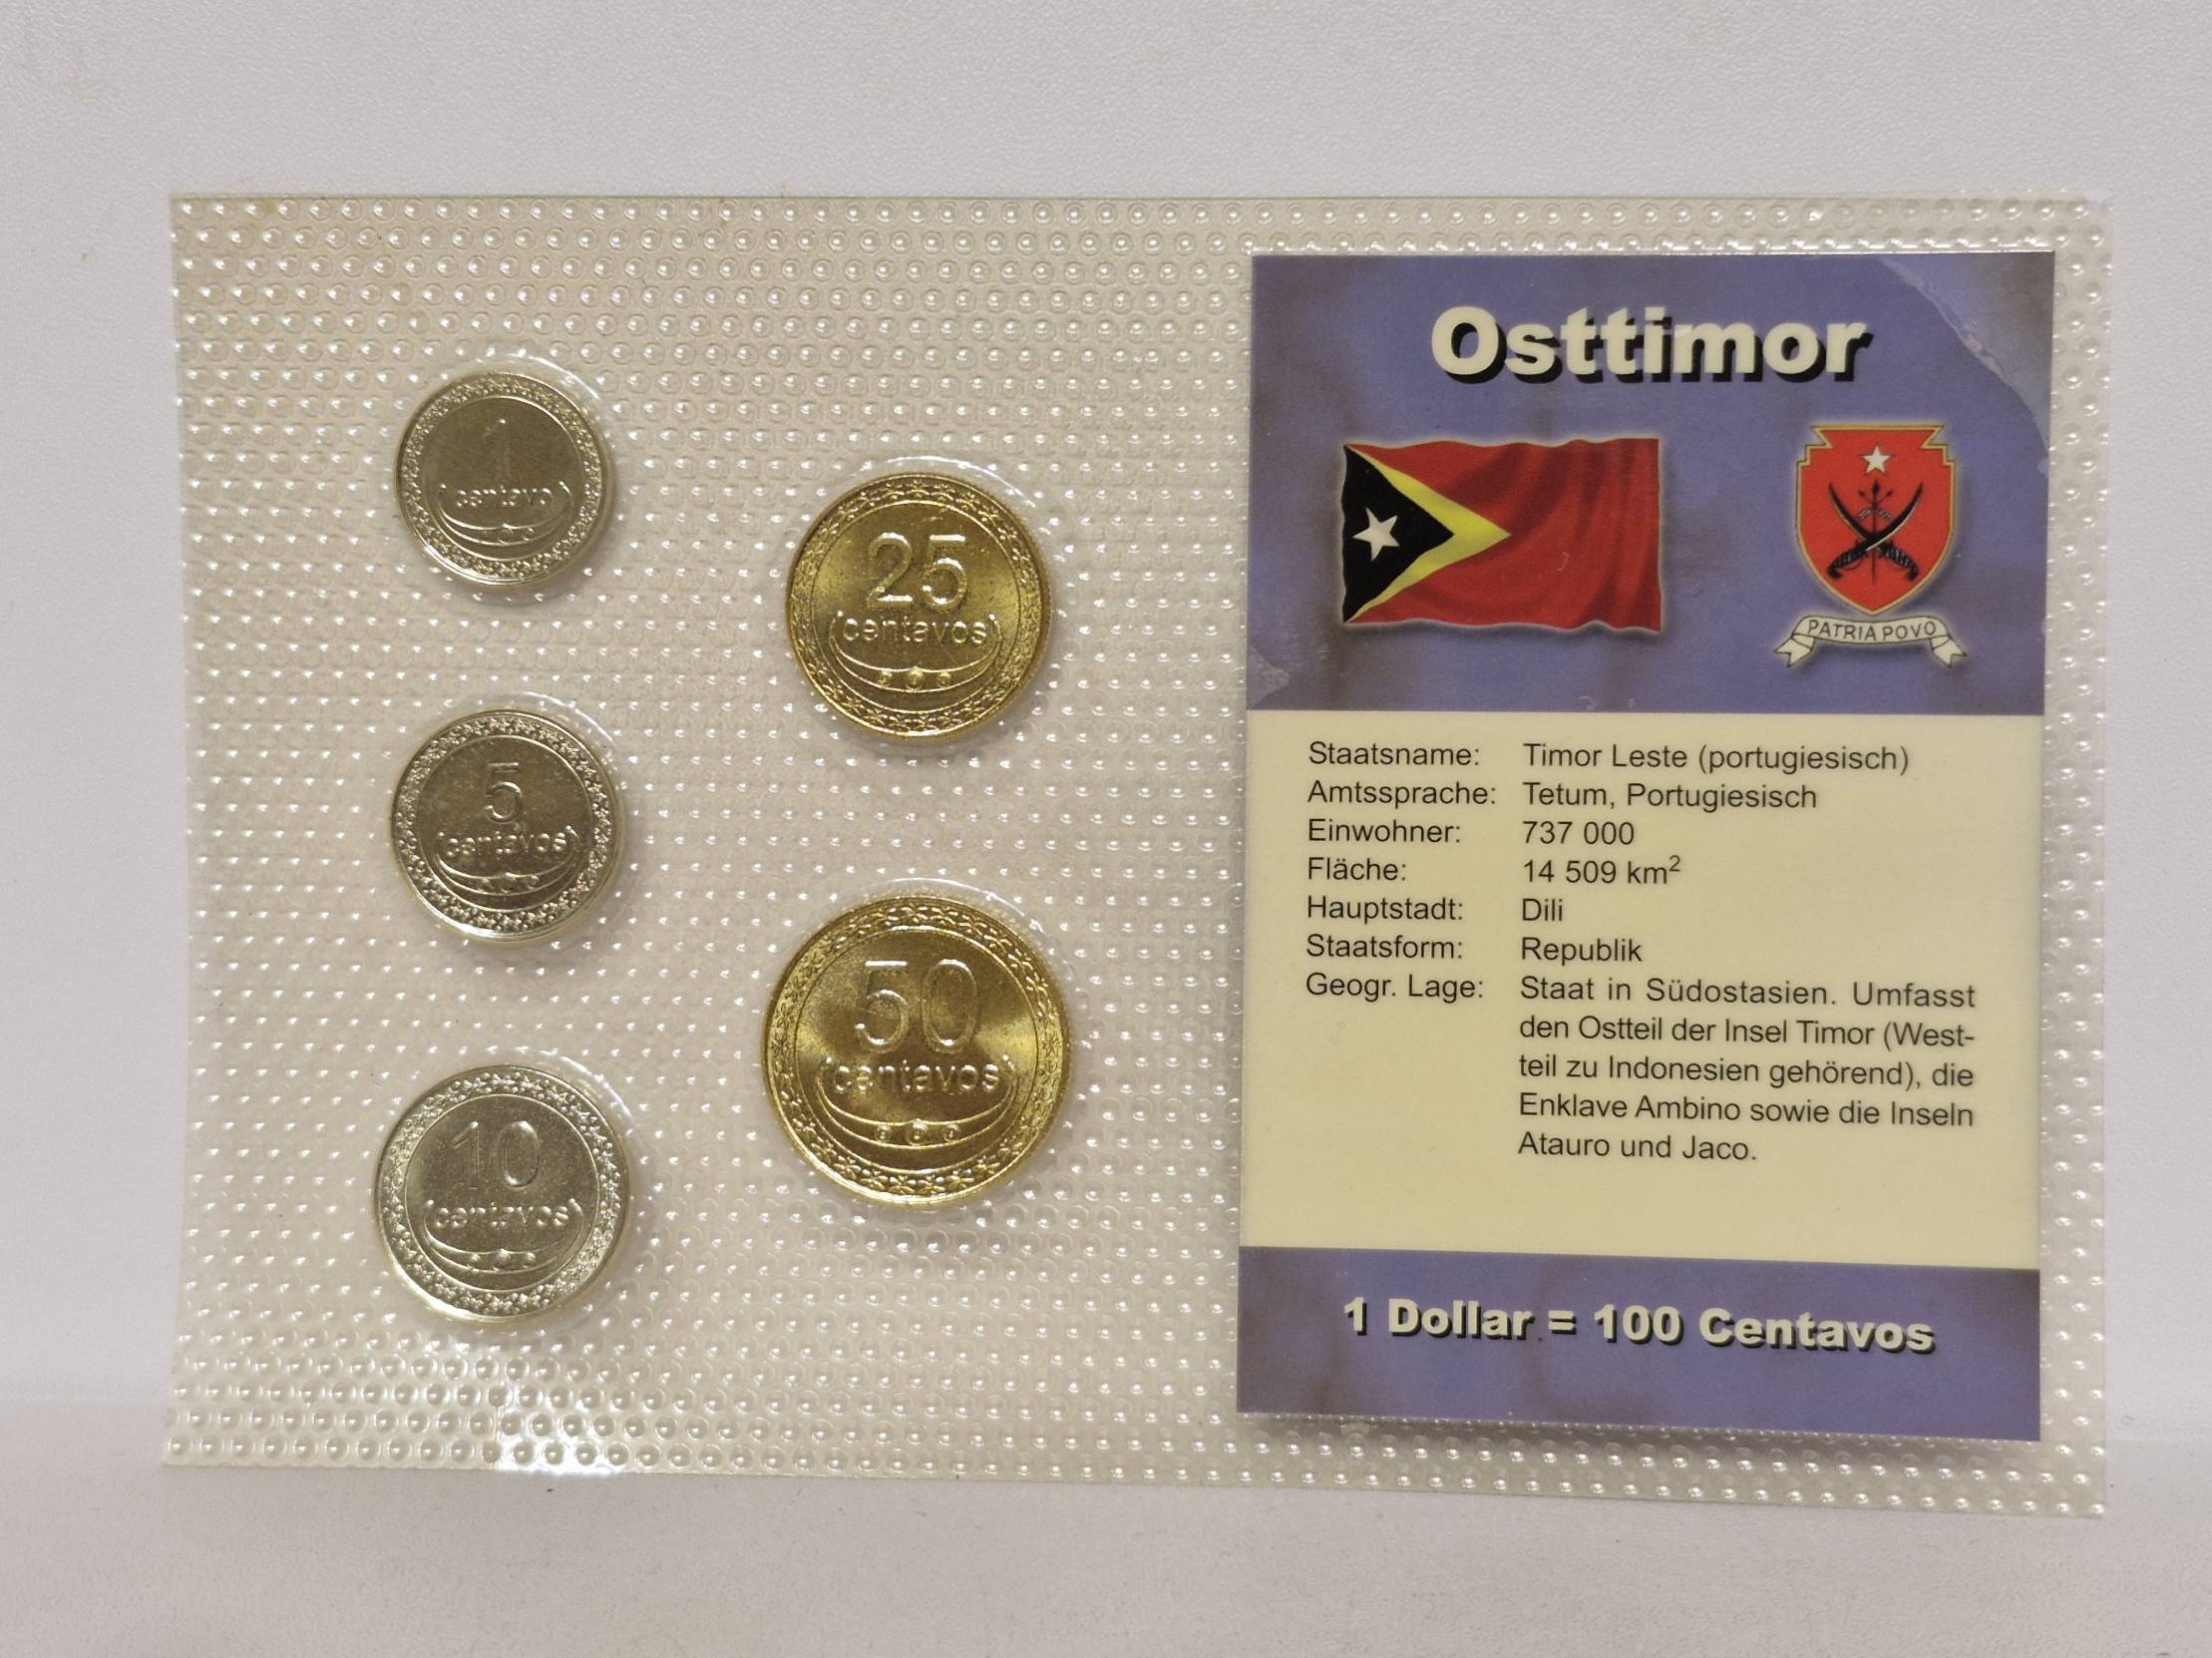 1
centavo
5
centavos
10
centavos
25
centavos
50
centavos
Osttimor
PATRIA POVO
Staatsname: Timor Leste (portugiesisch)
Amtssprache: Tetum, Portugiesisch
Einwohner: 737 000
Fläche: 14 509 km²
Hauptstadt: Dili
Staatsform: Republik
Geogr. Lage: Staat in Südostasien. Umfasst
den Ostteil der Insel Timor (West-
teil zu Indonesien gehörend), die
Enklave Ambino sowie die Inseln
Atauro und Jaco.
1 Dollar = 100 Centavos